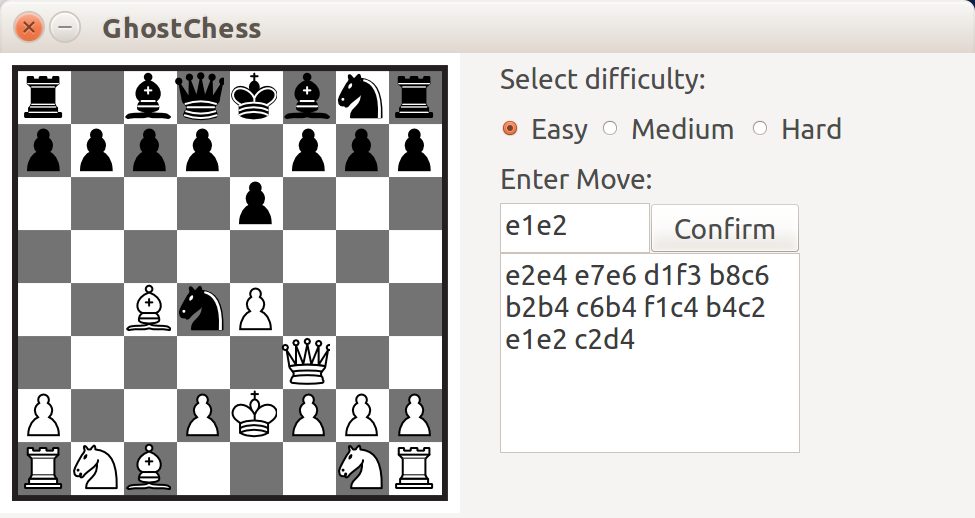 GhostChess
Select difficulty:
Easy Medium Hard
Enter Move:
e1e2 Confirm
e2e4 e7e6 d1f3 b8c6
b2b4 c6b4 f1c4 b4c2
e1e2 c2d4